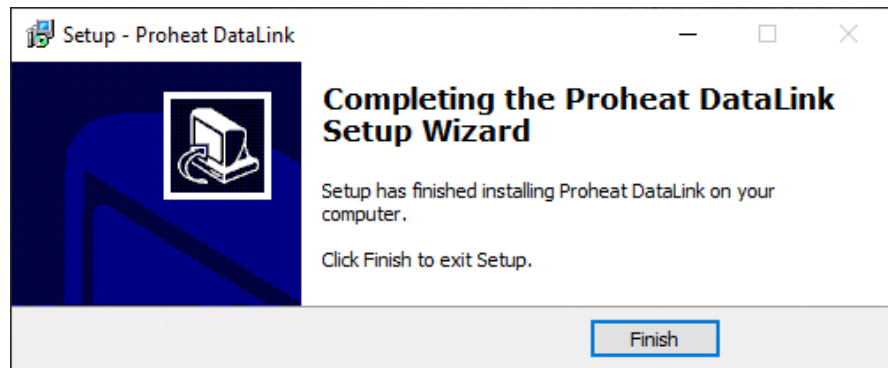 Setup - Proheat DataLink
Completing the Proheat DataLink
Setup Wizard
Setup has finished installing Proheat DataLink on your
computer.
Click Finish to exit Setup.
Finish